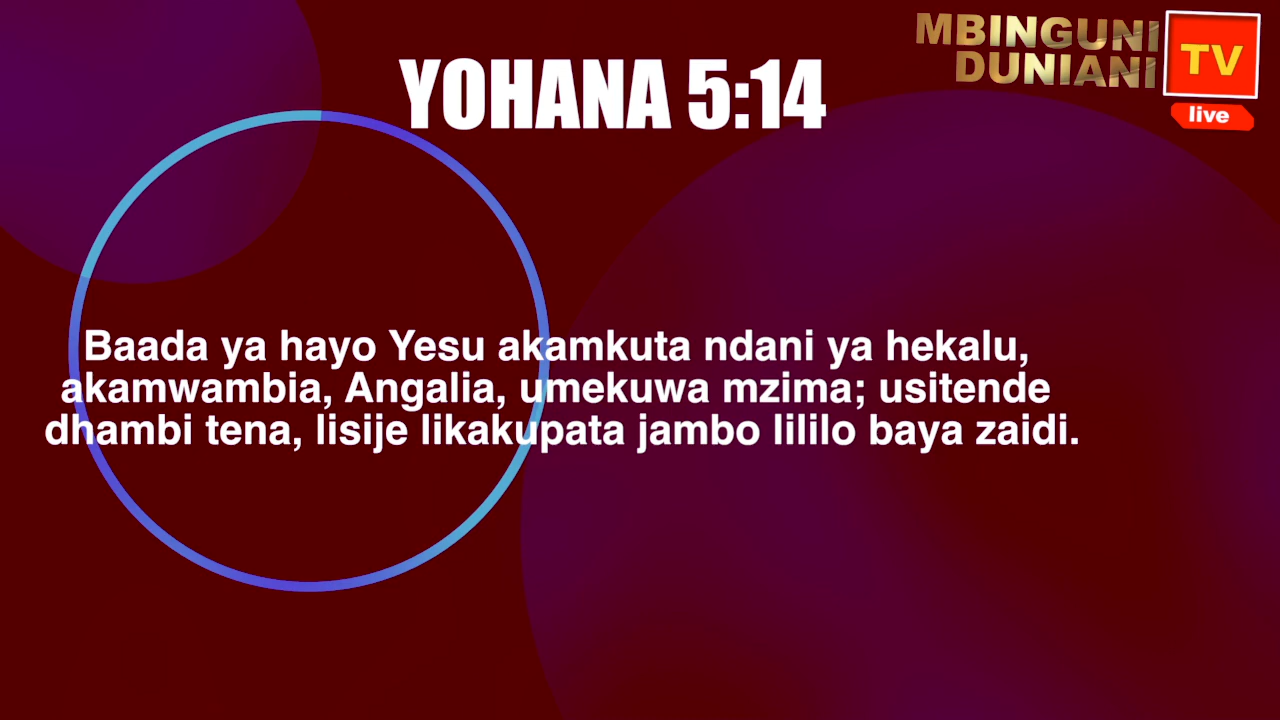 MBINGUNI
DUNIANI
TV
live
YOHANA 5:14
Baada ya hayo Yesu akamkuta ndani ya hekalu,
akamwambia, Angalia, umekuwa mzima; usitende
dhambi tena, lisije likakupata jambo lililo baya zaidi.